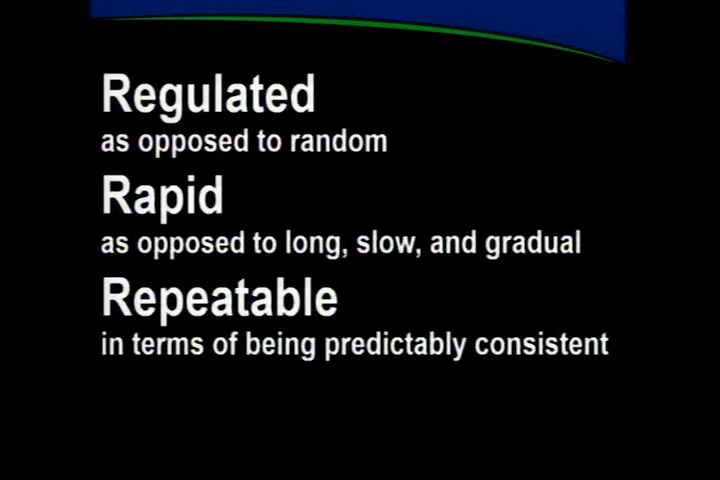 Regulated
as opposed to random
Rapid
as opposed to long, slow, and gradual
Repeatable
in terms of being predictably consistent